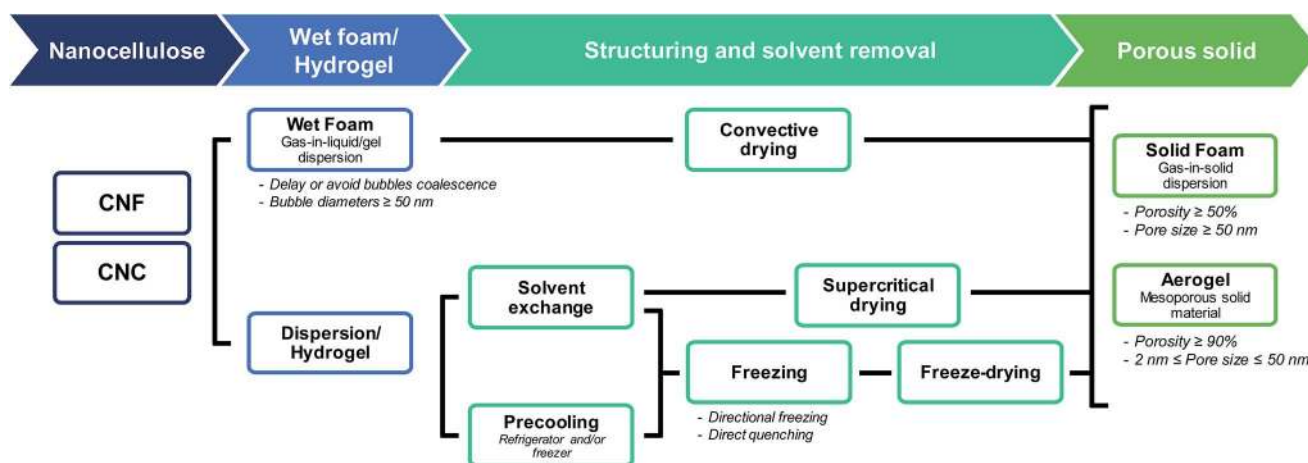 Nanocellulose
Wet foam/
Hydrogel
Structuring and solvent removal
Porous solid
CNF
CNC
Wet Foam
Gas-in-liquid/gel
dispersion
- Delay or avoid bubbles coalescence
- Bubble diameters ≥ 50 nm
Convective
drying
Solid Foam
Gas-in-solid
dispersion
- Porosity ≥ 50%
- Pore size ≥ 50 nm
Dispersion/
Hydrogel
Solvent
exchange
Supercritical
drying
Aerogel
Mesoporous solid
material
- Porosity ≥ 90%
- 2 nm ≤ Pore size ≤ 50 nm
Precooling
Refrigerator and/or
freezer
Freezing
- Directional freezing
- Direct quenching
Freeze-drying